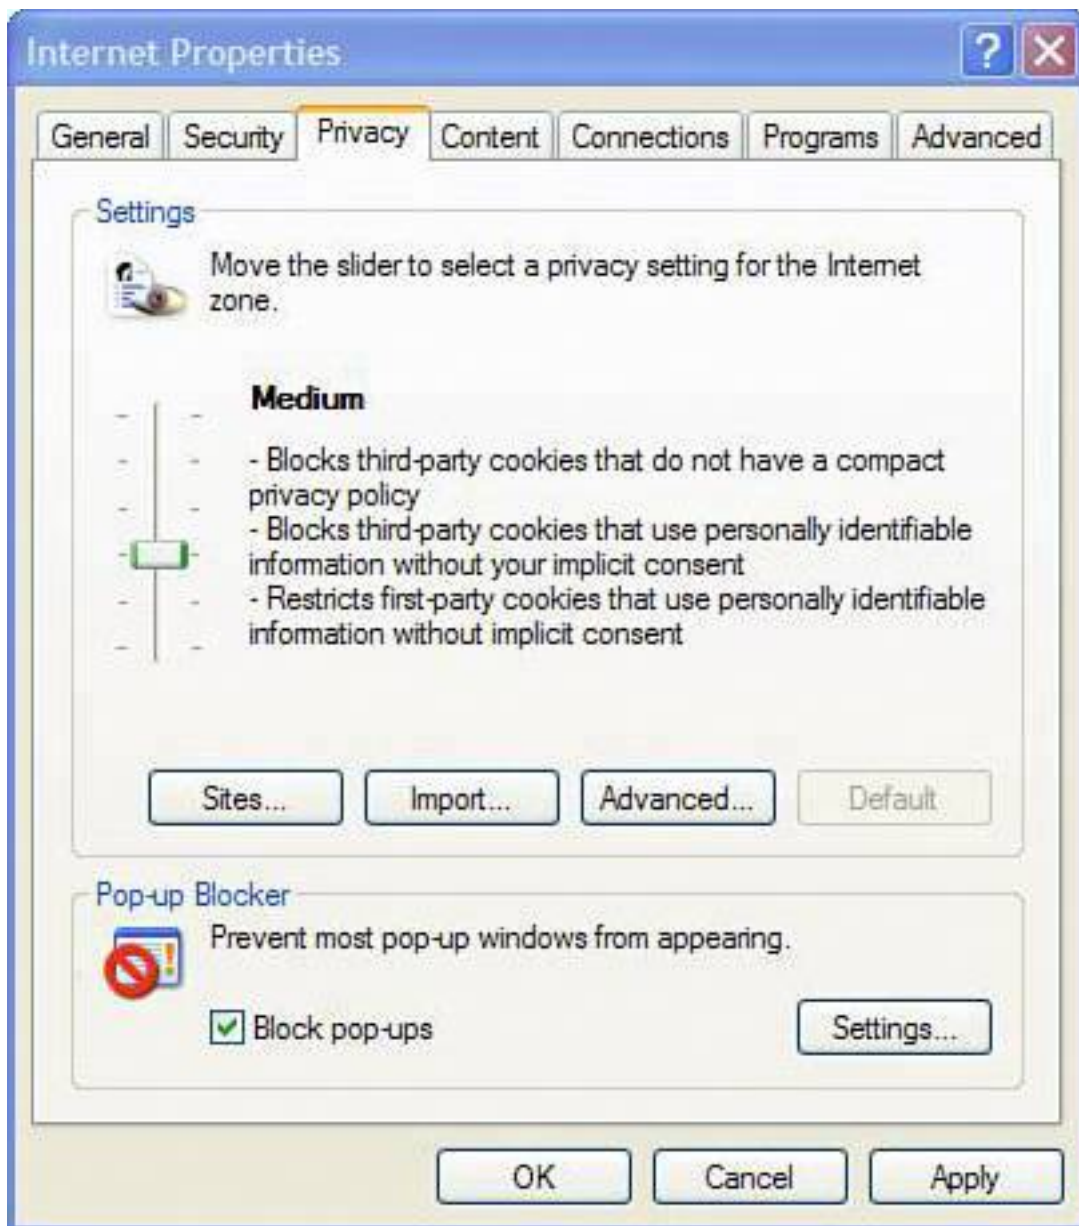 Internet Properties
General Security Privacy Content Connections Programs Advanced
Settings
Move the slider to select a privacy setting for the Internet
zone.
Medium
- Blocks third-party cookies that do not have a compact
privacy policy
- Blocks third-party cookies that use personally identifiable
information without your implicit consent
- Restricts first-party cookies that use personally identifiable
information without implicit consent
Sites... Import... Advanced... Default
Pop-up Blocker
Prevent most pop-up windows from appearing.
Block pop-ups Settings...
OK Cancel Apply